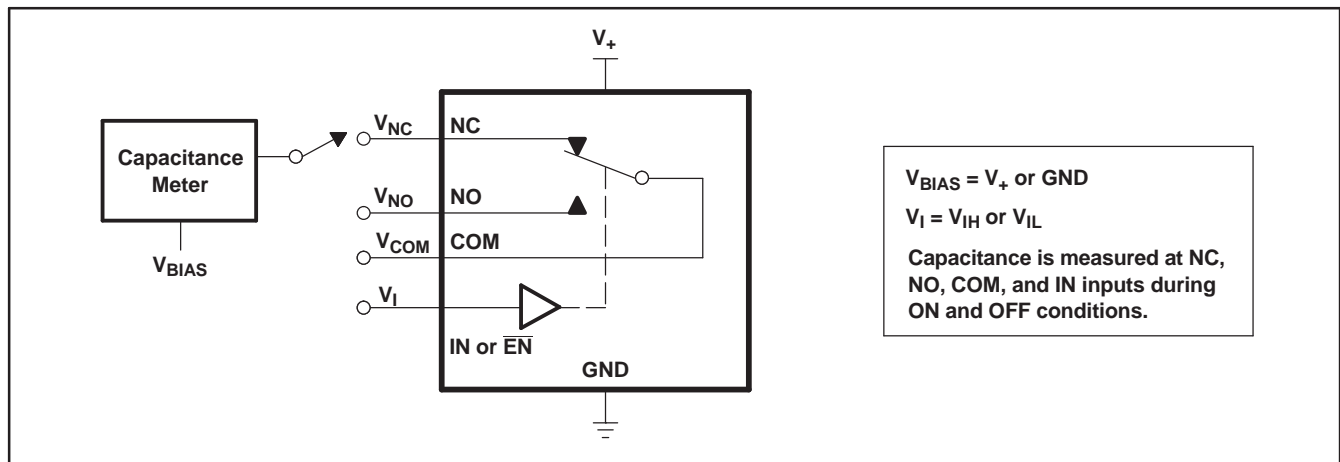 V+
Capacitance
Meter
VBIAS
VNC
NC
VNO
NO
VCOM
COM
VI
IN or E̅N̅
GND
VBIAS = V+ or GND
VI = VIH or VIL
Capacitance is measured at NC,
NO, COM, and IN inputs during
ON and OFF conditions.